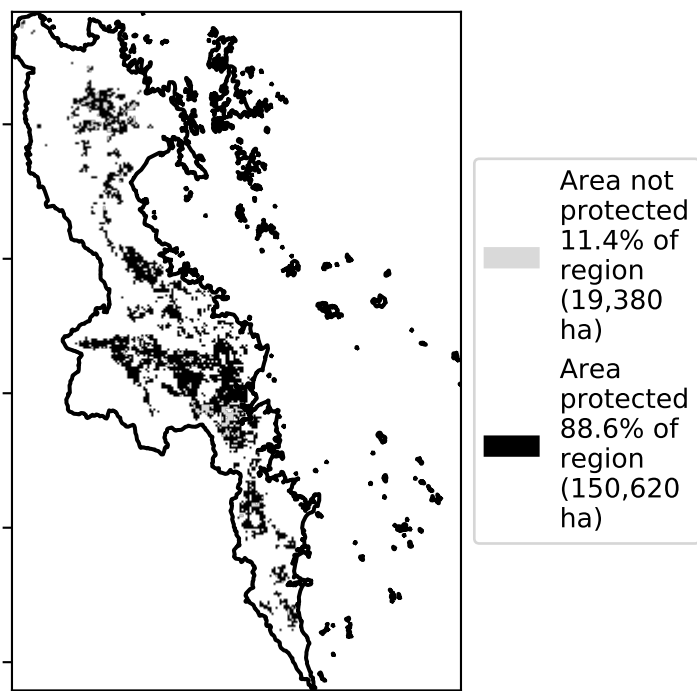 Area not
protected
11.4% of
region
(19,380
ha)
Area
protected
88.6% of
region
(150,620
ha)